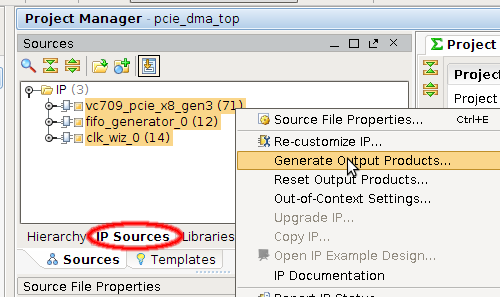 Project Manager - pcie_dma_top
Sources
Σ Project
IP (3)
vc709_pcie_x8_gen3 (71)
fifo_generator_0 (12)
clk_wiz_0 (14)
Project
Project
Source File Properties... Ctrl+E
Re-customize IP...
Generate Output Products...
Reset Output Products...
Out-of-Context Settings...
Upgrade IP...
Copy IP...
Open IP Example Design...
IP Documentation
Report IP Status
Hierarchy IP Sources Libraries
Sources Templates
Source File Properties